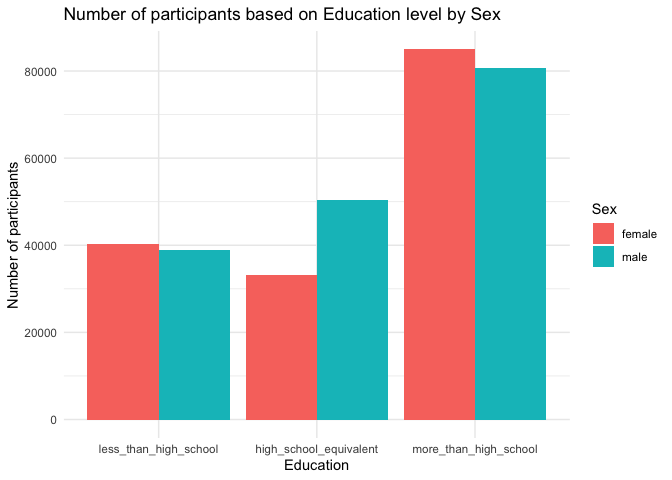 Number of participants based on Education level by Sex
Number of participants
80000
60000
40000
20000
0
less_than_high_school high_school_equivalent more_than_high_school
Education
Sex
female
male